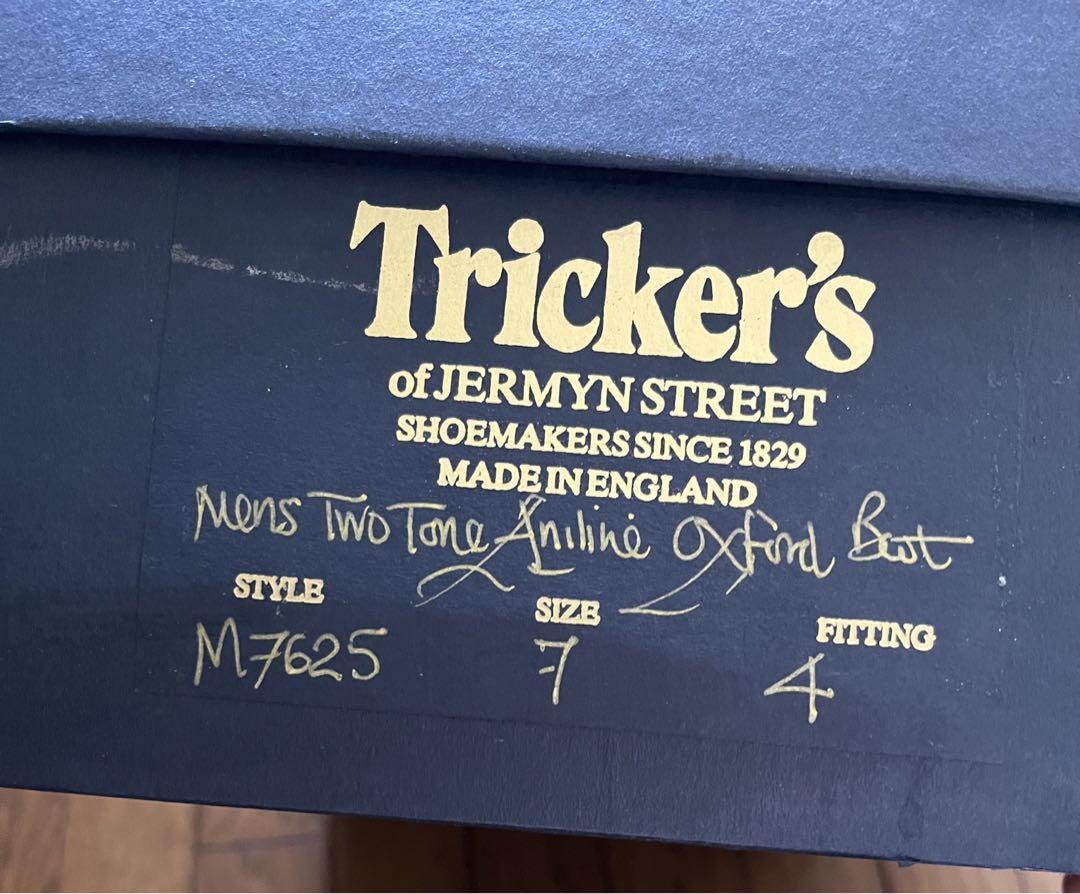 Tricker's
of JERMYN STREET
SHOEMAKERS SINCE 1829
MADE IN ENGLAND
Mens Two Tone Aniline Oxford Boot
STYLE SIZE FITTING
M7625 7 4